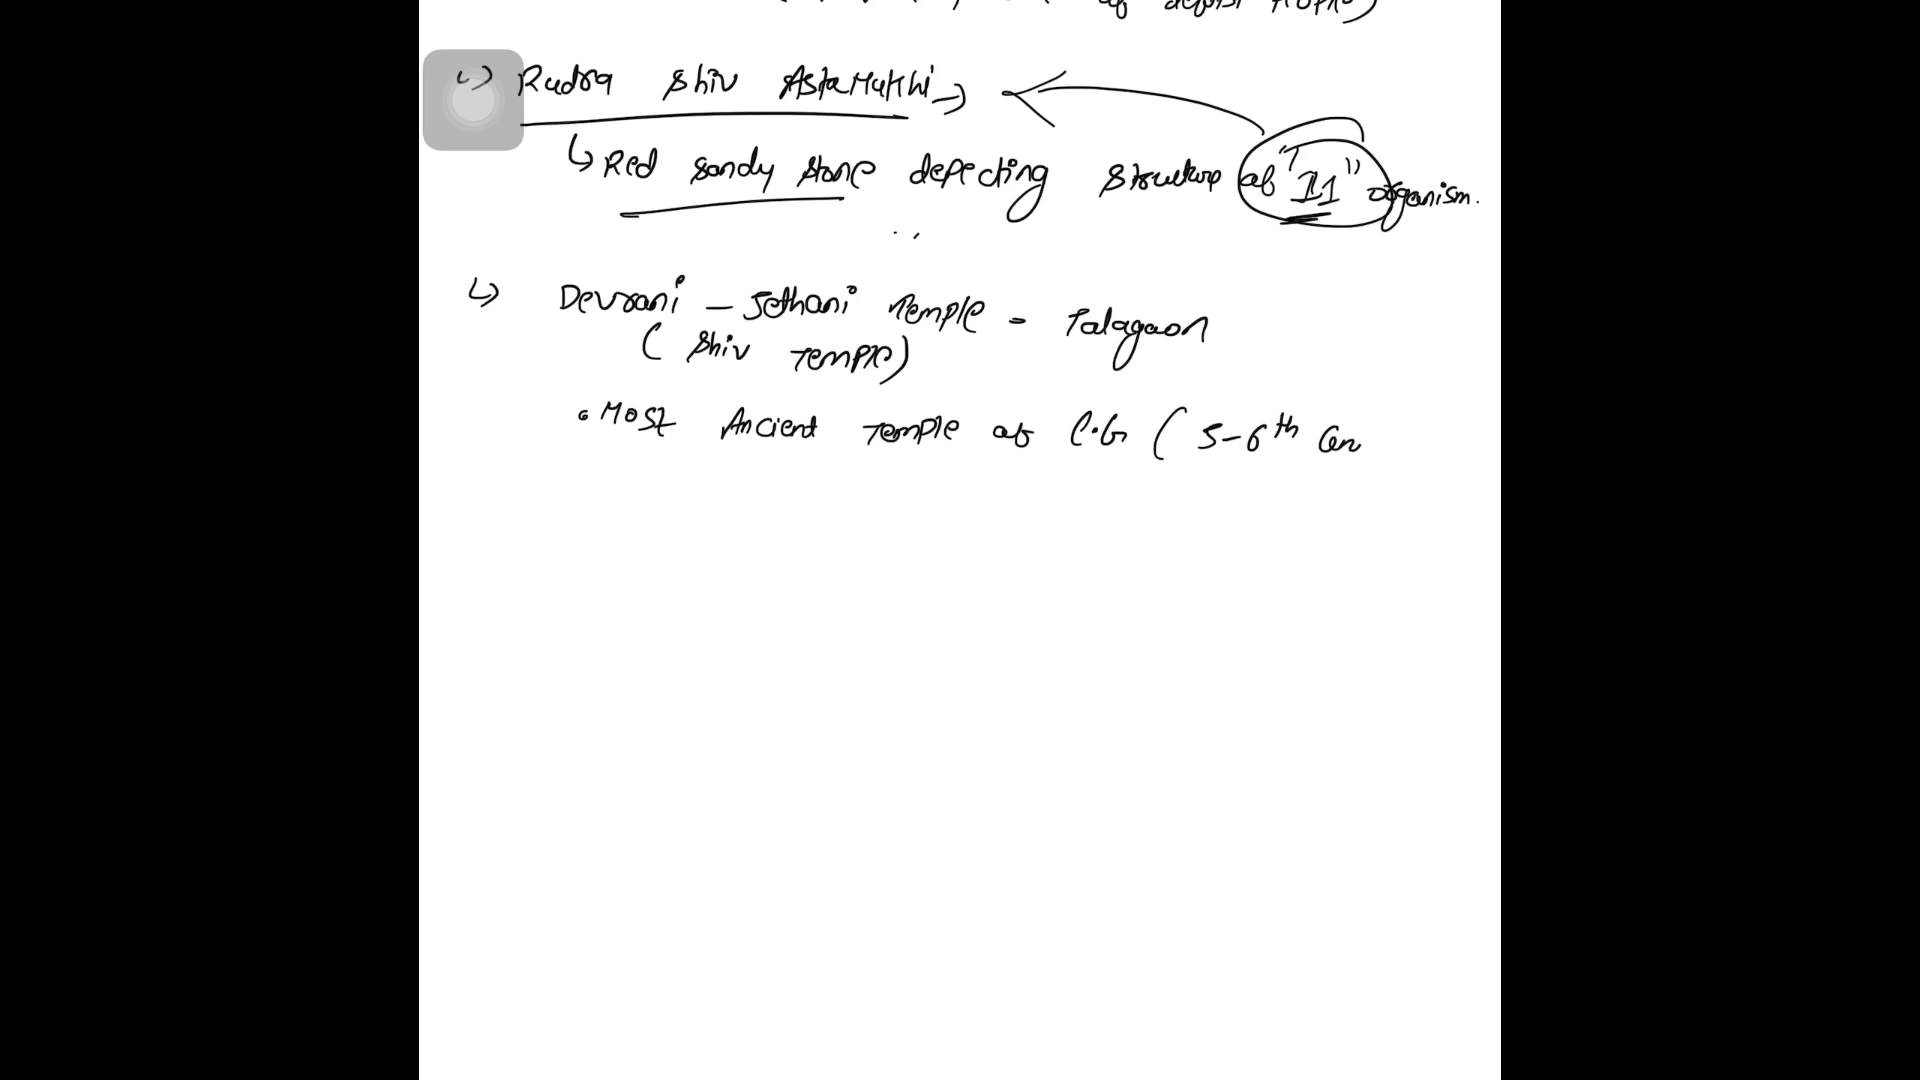 ↳ Rudra Shiv AstaMukhi →
↳ Red sandy stone depecting structure of "11" organism.
↳ Devrani - Jethani Temple = Talagaon
( Shiv Temple)
• Most Ancient Temple of C.G ( 5-6th Cen